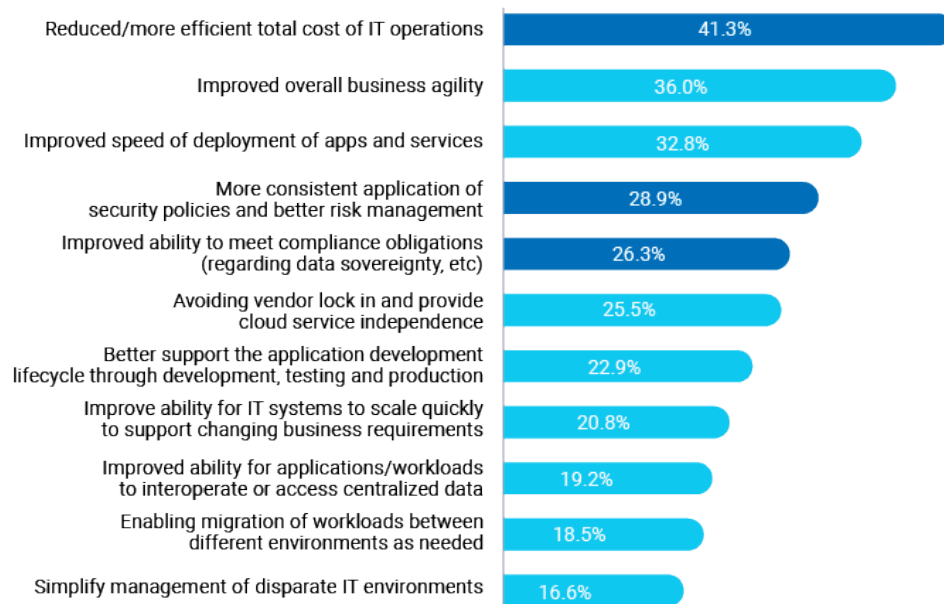 Reduced/more efficient total cost of IT operations
41.3%
Improved overall business agility
36.0%
Improved speed of deployment of apps and services
32.8%
More consistent application of
security policies and better risk management
28.9%
Improved ability to meet compliance obligations
(regarding data sovereignty, etc)
26.3%
Avoiding vendor lock in and provide
cloud service independence
25.5%
Better support the application development
lifecycle through development, testing and production
22.9%
Improve ability for IT systems to scale quickly
to support changing business requirements
20.8%
Improved ability for applications/workloads
to interoperate or access centralized data
19.2%
Enabling migration of workloads between
different environments as needed
18.5%
Simplify management of disparate IT environments
16.6%